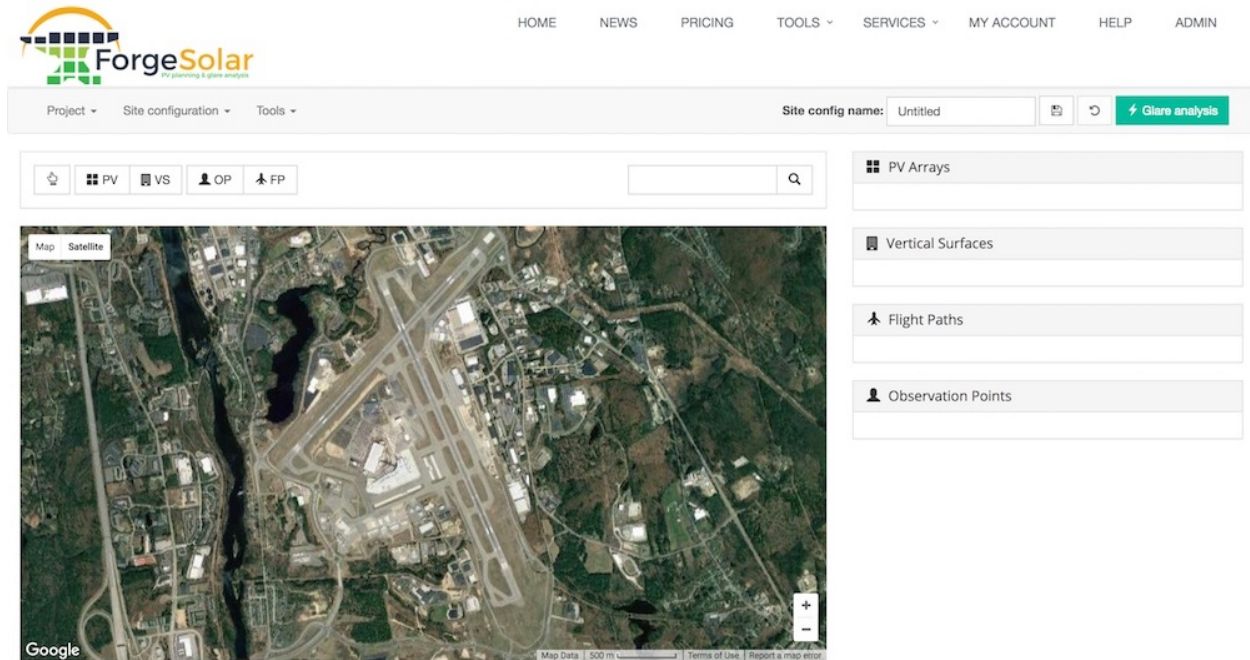 HOME NEWS PRICING TOOLS SERVICES MY ACCOUNT HELP ADMIN
ForgeSolar
PV planning & glare analysis
Project Site configuration Tools Site config name: Untitled Glare analysis
PV VS OP FP
PV Arrays
Map Satellite
Vertical Surfaces
Flight Paths
Observation Points
Google
Map Data 500 m Terms of Use Report a map error